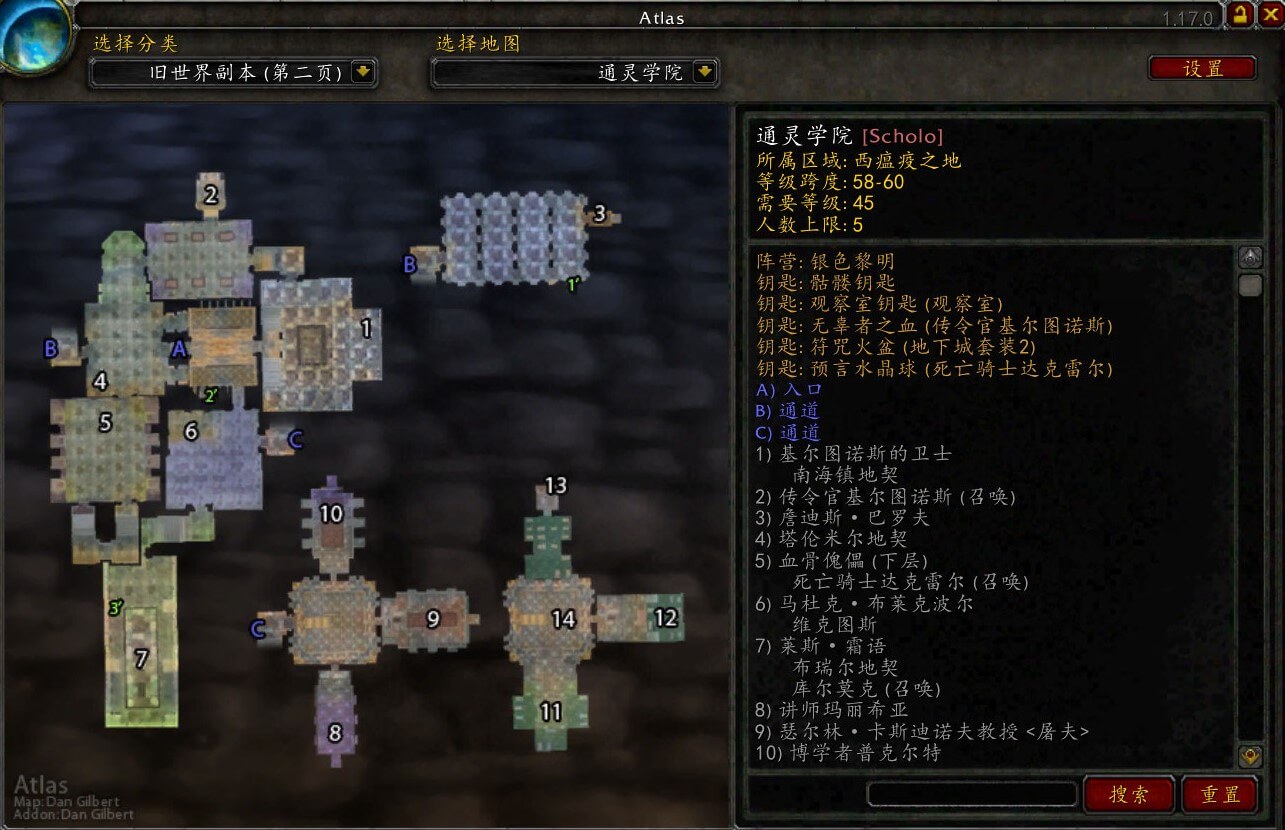 Atlas
1.17.0
选择分类
选择地图
旧世界副本(第二页)
通灵学院
设置
通灵学院 [Scholo]
所属区域: 西瘟疫之地
等级跨度: 58-60
需要等级: 45
人数上限: 5
阵营: 银色黎明
钥匙: 骷髅钥匙
钥匙: 观察室钥匙 (观察室)
钥匙: 无辜者之血 (传令官基尔图诺斯)
钥匙: 符咒火盆 (地下城套装2)
钥匙: 预言水晶球 (死亡骑士达克雷尔)
A) 入口
B) 通道
C) 通道
1) 基尔图诺斯的卫士
南海镇地契
2) 传令官基尔图诺斯 (召唤)
3) 詹迪斯·巴罗夫
4) 塔伦米尔地契
5) 血骨傀儡 (下层)
死亡骑士达克雷尔 (召唤)
6) 马杜克·布莱克波尔
维克图斯
7) 莱斯·霜语
布瑞尔地契
库尔莫克 (召唤)
8) 讲师玛丽希亚
9) 瑟尔林·卡斯迪诺夫教授 <屠夫>
10) 博学者普克尔特
搜索
重置
2
3
B
1'
1
B
A
4
2'
5
6
C
13
10
3'
C
9
14
12
7
11
8
Atlas
Map:Dan Gilbert
Addon:Dan Gilbert